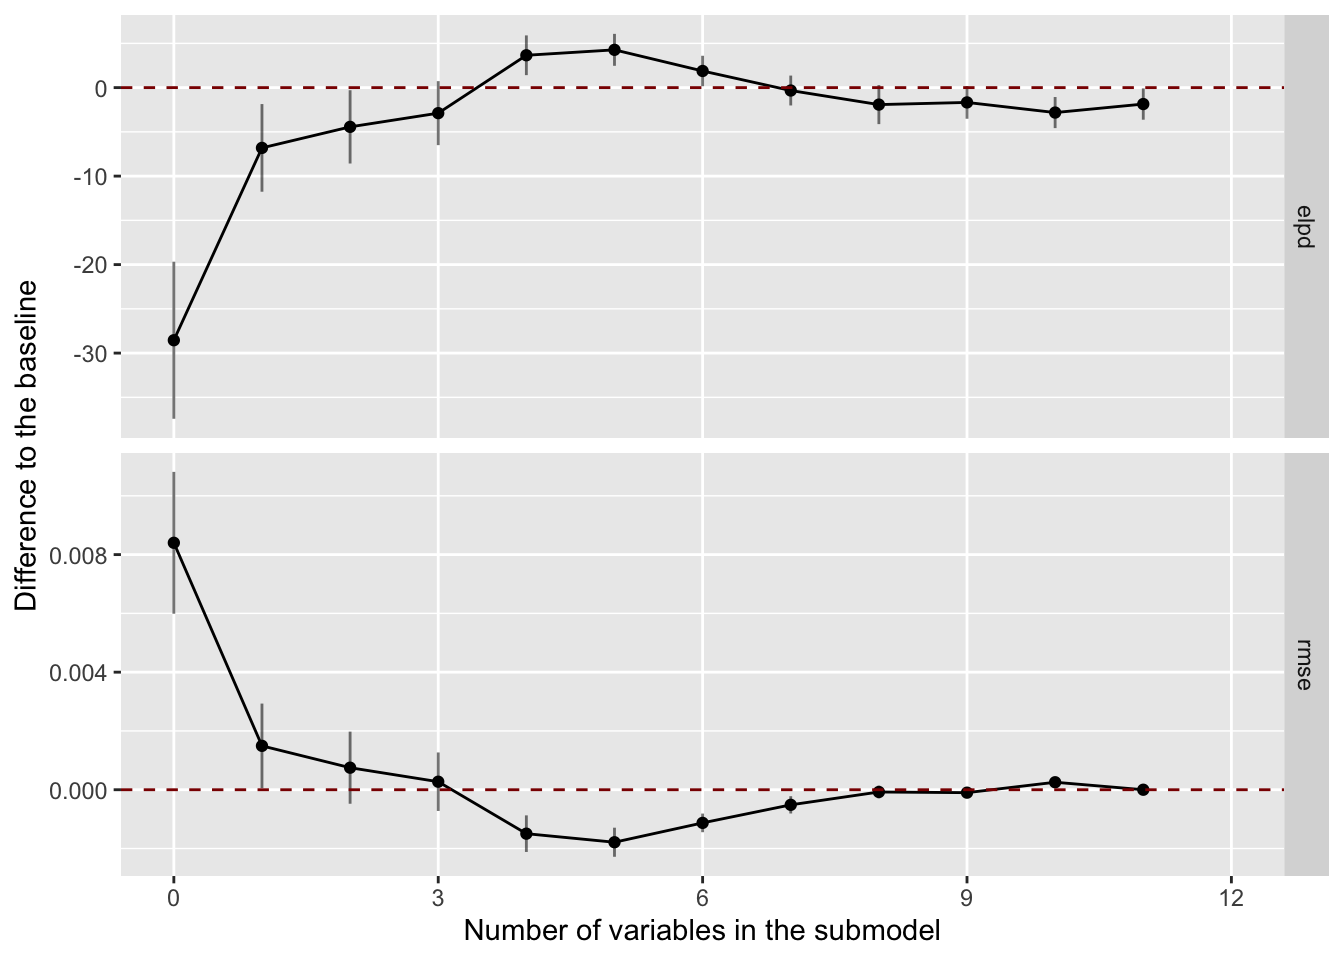 Difference to the baseline
0
-10
-20
-30
elpd
0.008
0.004
0.000
rmse
0 3 6 9 12
Number of variables in the submodel